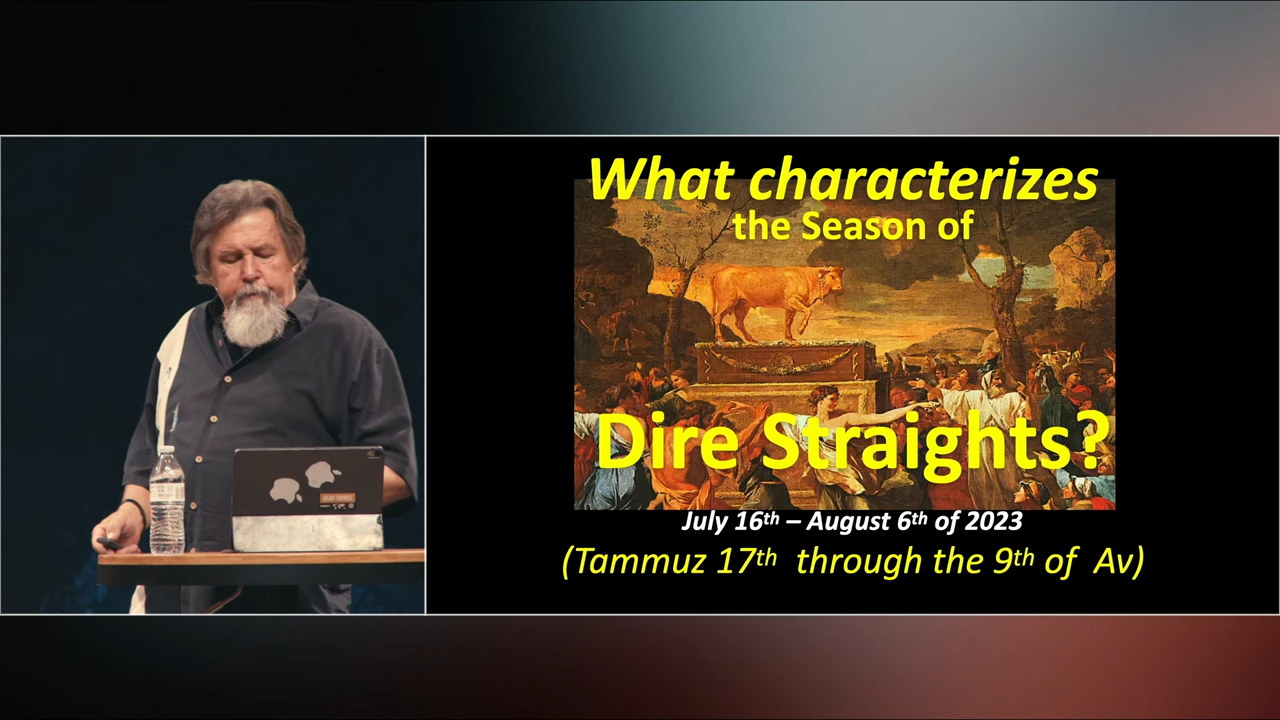 What characterizes
the Season of
Dire Straights?
July 16th – August 6th of 2023
(Tammuz 17th through the 9th of Av)